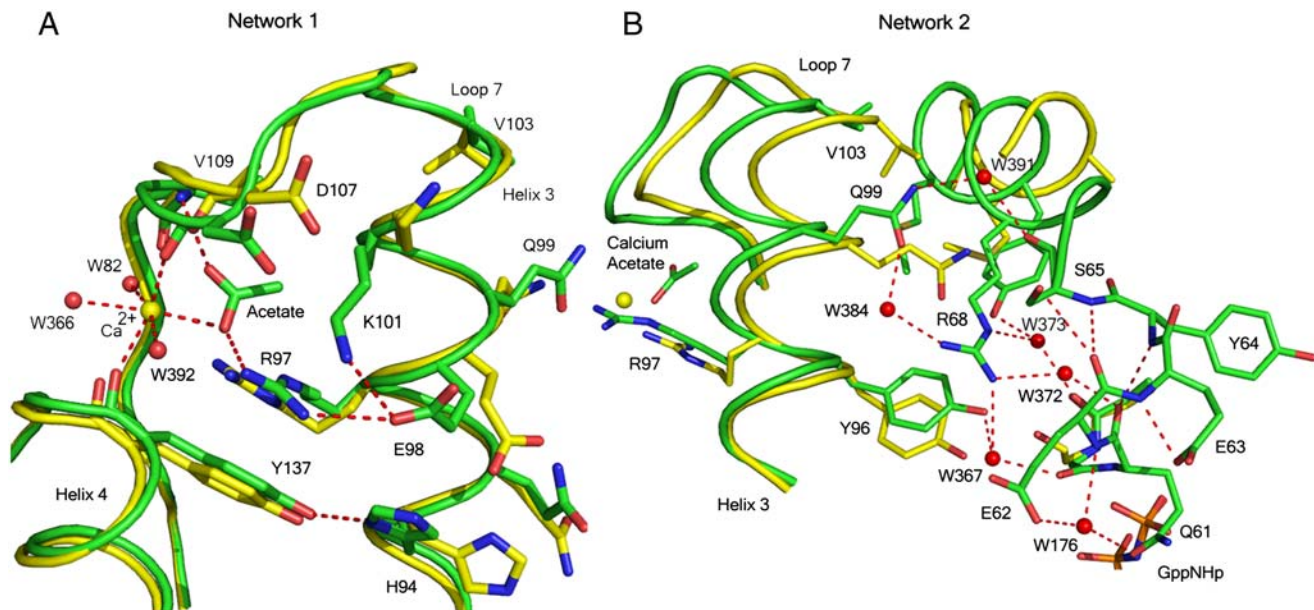 A
Network 1
Loop 7
V103
V109
D107
Helix 3
W82
Q99
W366
Ca2+
Acetate
K101
W392
R97
E98
Y137
Helix 4
H94
B
Network 2
Loop 7
V103
W391
Q99
Calcium
Acetate
S65
W384
R68
W373
Y64
R97
W372
Y96
E63
W367
Helix 3
E62
Q61
W176
GppNHp